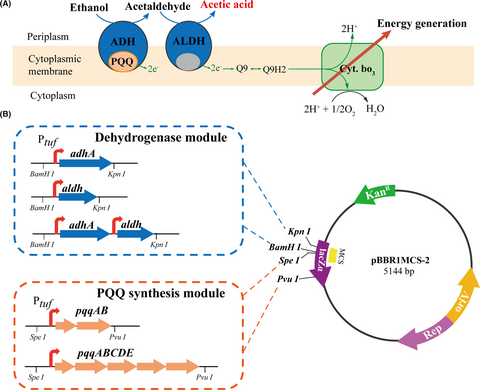 (A)
Ethanol Acetaldehyde Acetic acid
Energy generation
Periplasm
2H+
ADH ALDH
Cytoplasmic
membrane
PQQ 2e- 2e- Q9 Q9H2 Cyt. bo3
Cytoplasm
2H+ + 1/2O2 H2O
(B)
Dehydrogenase module
Ptuf
adhA
BamH I Kpn I
aldh
BamH I Kpn I
adhA aldh
BamH I Kpn I
PQQ synthesis module
Ptuf
pqqAB
Spe I Pvu I
pqqABCDE
Spe I Pvu I
KanR
Kpn I
BamH I
Spe I
Pvu I
lacZα
MCS
pBBR1MCS-2
5144 bp
Rep